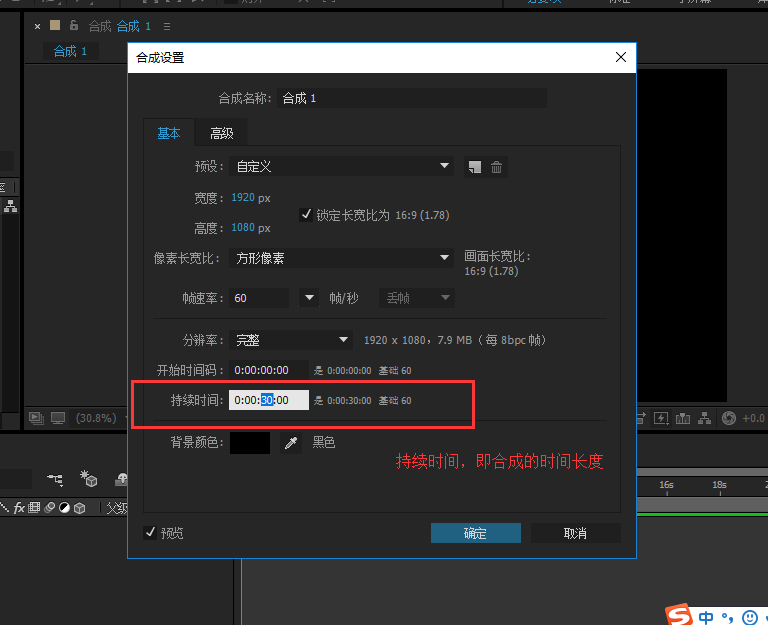 × 合成 合成 1 ≡
合成 1
合成设置
合成名称: 合成 1
基本 高级
预设: 自定义
宽度: 1920 px
锁定长宽比为 16:9 (1.78)
高度: 1080 px
像素长宽比: 方形像素
画面长宽比:
16:9 (1.78)
帧速率: 60 帧/秒 丢帧
分辨率: 完整 1920 x 1080，7.9 MB（每 8bpc 帧）
开始时间码: 0:00:00:00 是 0:00:00:00 基础 60
持续时间: 0:00:30:00 是 0:00:30:00 基础 60
(30.8%)
+0.0
背景颜色: 黑色
持续时间，即合成的时间长度
16s 18s
fx
父级
预览 确定 取消
S 中